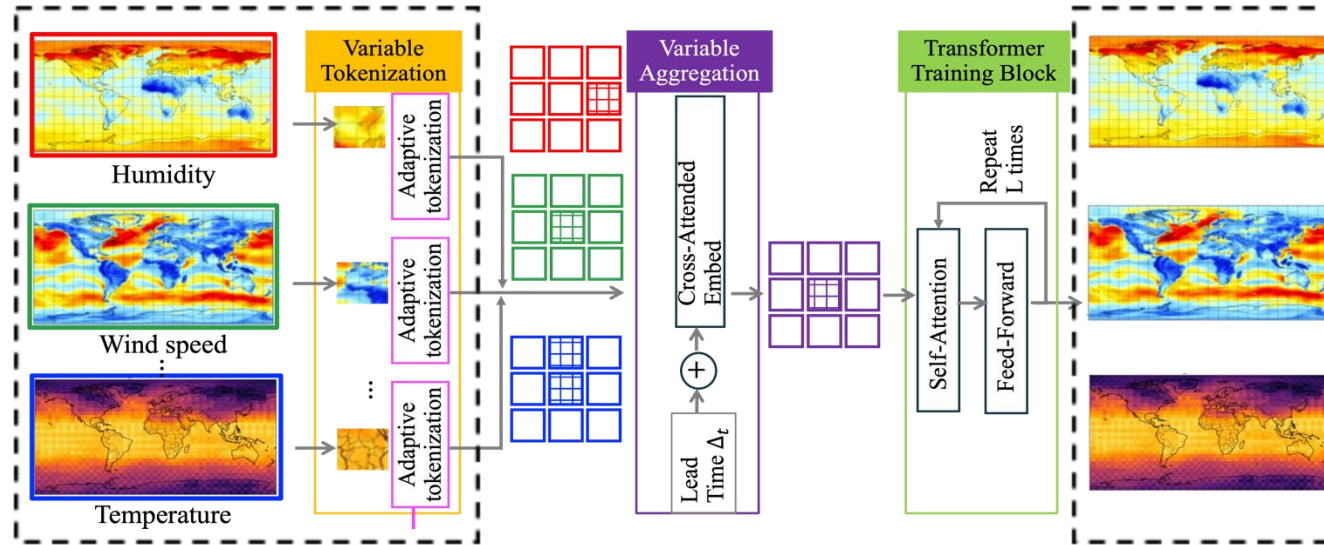 Humidity
Wind speed
...
Temperature
Variable
Tokenization
Adaptive
tokenization
Adaptive
tokenization
...
Adaptive
tokenization
Variable
Aggregation
Cross-Attended
Embed
+
Lead
Time Δt
Transformer
Training Block
Repeat
L times
Self-Attention
Feed-Forward